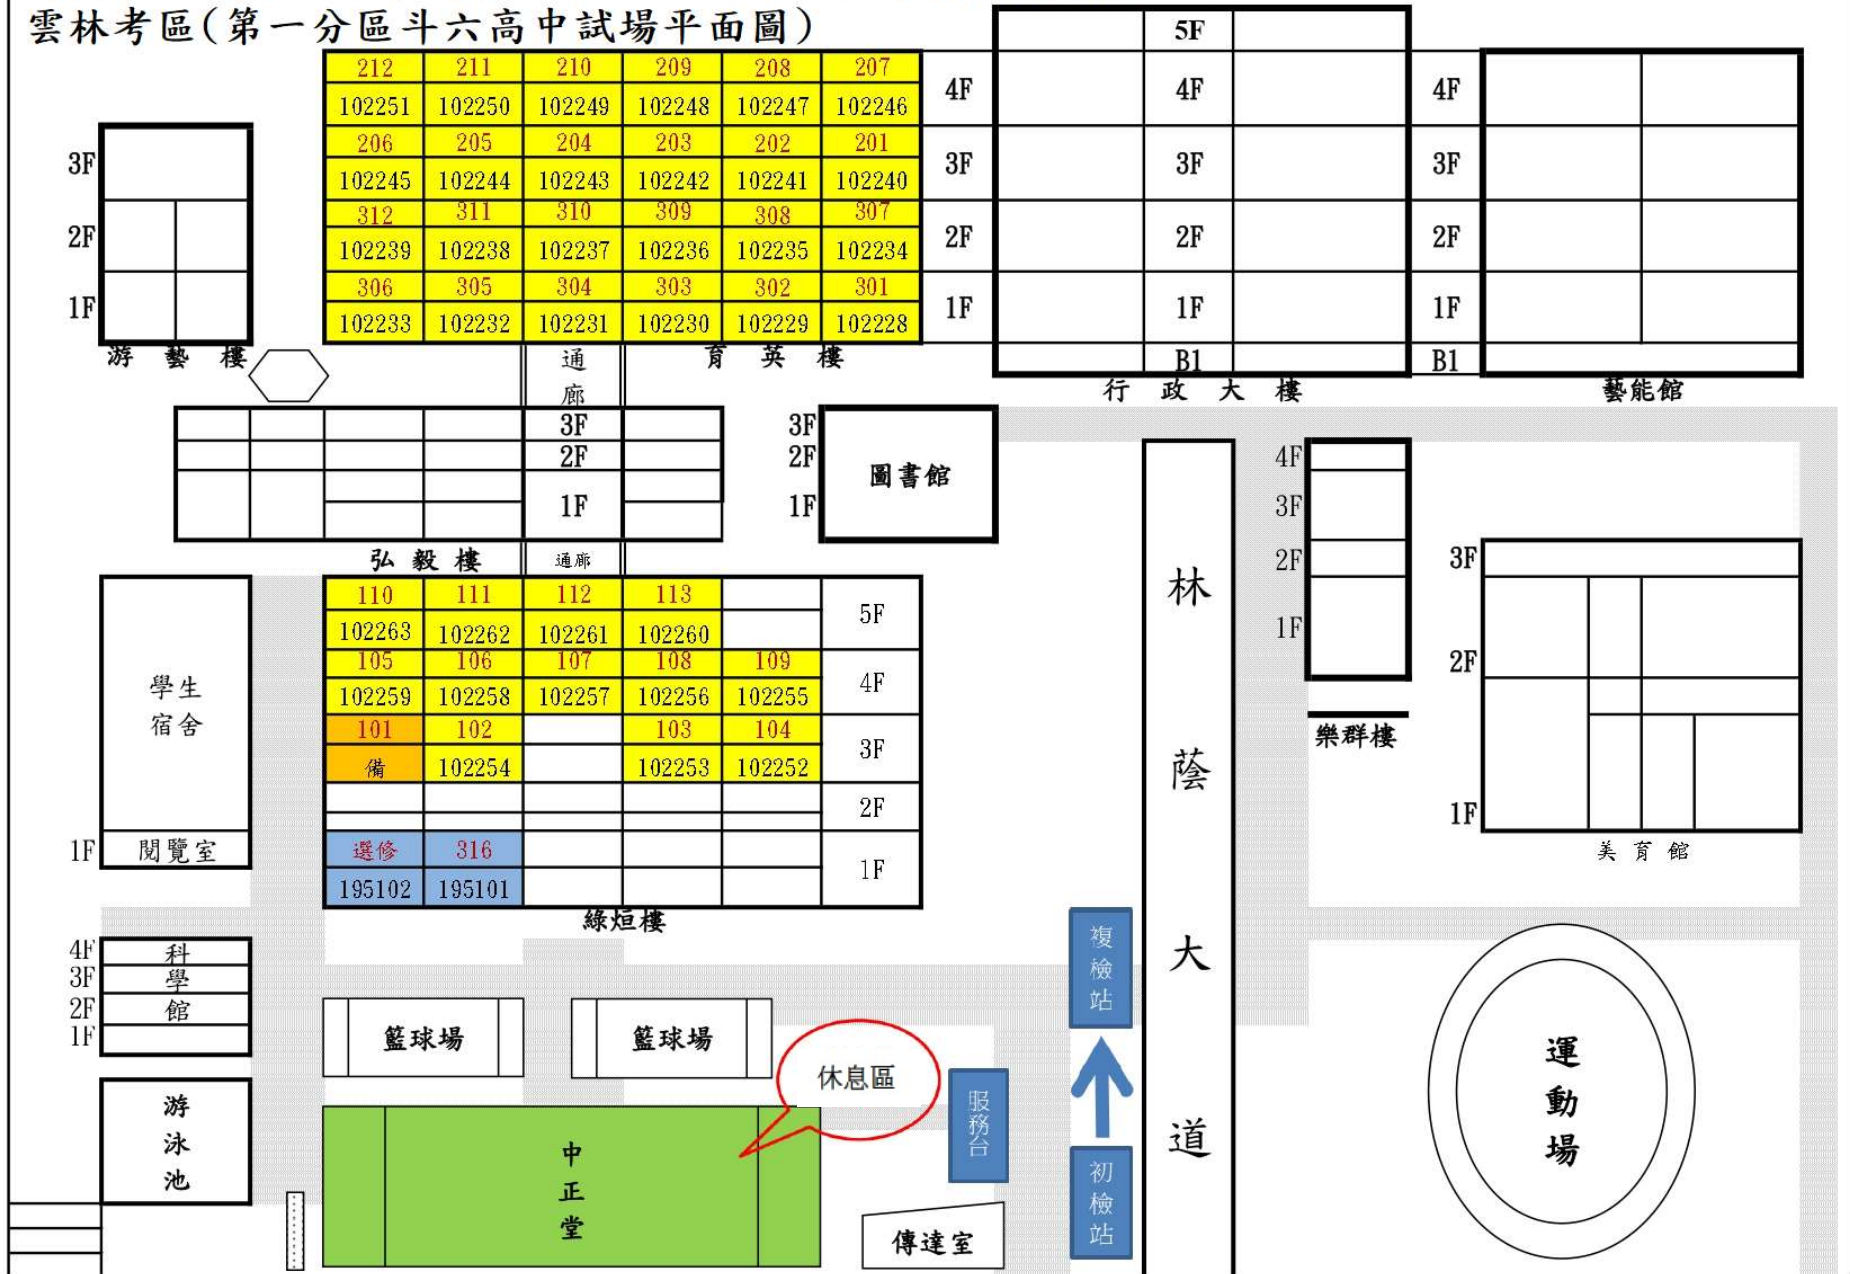 雲林考區(第一分區斗六高中試場平面圖)
5F
212 211 210 209 208 207
102251 102250 102249 102248 102247 102246
4F 4F 4F
206 205 204 203 202 201
102245 102244 102243 102242 102241 102240
3F 3F 3F 3F
312 311 310 309 308 307
102239 102238 102237 102236 102235 102234
2F 2F 2F 2F
306 305 304 303 302 301
102233 102232 102231 102230 102229 102228
1F 1F 1F 1F
游藝樓
通廊
育英樓
B1 B1
行政大樓
藝能館
3F 3F
2F 2F
1F 1F
圖書館
弘毅樓
通廊
4F
3F
2F
1F
樂群樓
3F
2F
1F
美育館
110 111 112 113
102263 102262 102261 102260
5F
105 106 107 108 109
102259 102258 102257 102256 102255
4F
101 102 103 104
備 102254 102253 102252
3F
2F
選修 316
195102 195101
1F
綠烜樓
學生
宿舍
1F 閱覽室
4F
3F
2F
1F
科學館
游泳池
籃球場 籃球場
休息區
中正堂
服務台
傳達室
複檢站
初檢站
林蔭大道
運動場